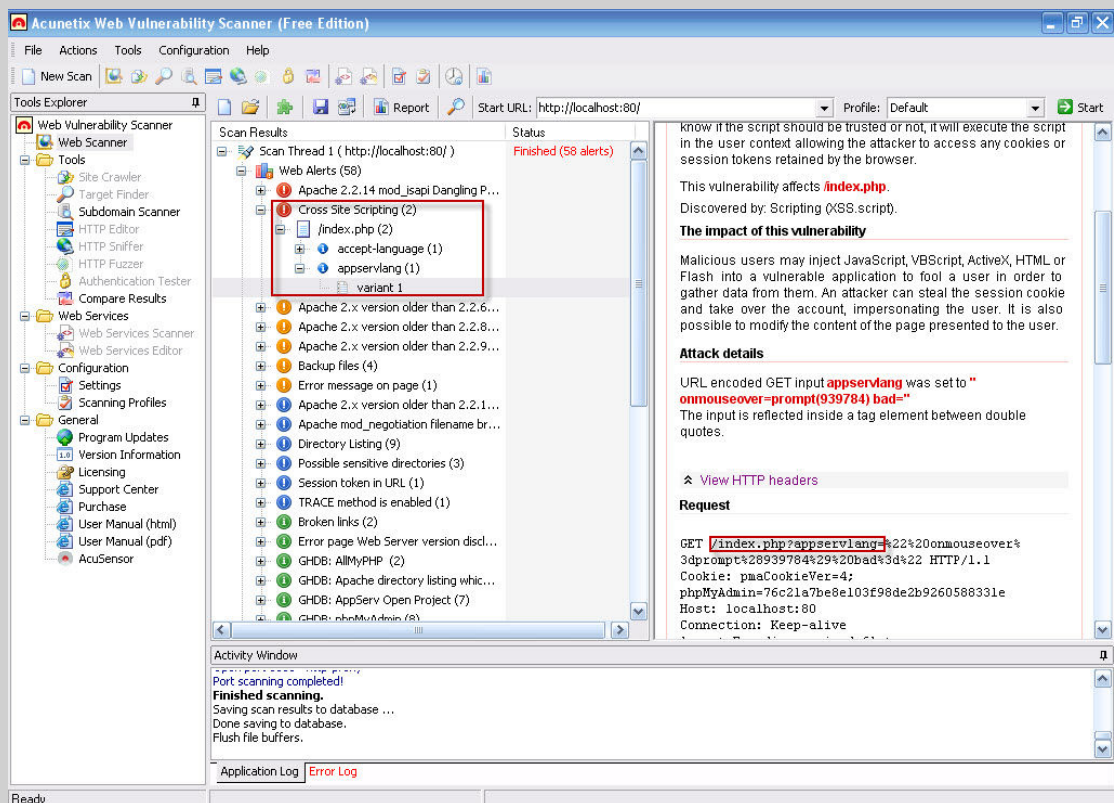 Acunetix Web Vulnerability Scanner (Free Edition)
File Actions Tools Configuration Help
New Scan
Tools Explorer
Web Vulnerability Scanner
Web Scanner
Tools
Site Crawler
Target Finder
Subdomain Scanner
HTTP Editor
HTTP Sniffer
HTTP Fuzzer
Authentication Tester
Compare Results
Web Services
Web Services Scanner
Web Services Editor
Configuration
Settings
Scanning Profiles
General
Program Updates
1.0 Version Information
Licensing
Support Center
Purchase
User Manual (html)
User Manual (pdf)
AcuSensor
Report Start URL: http://localhost:80/ Profile: Default Start
Scan Results Status
Scan Thread 1 ( http://localhost:80/ ) Finished (58 alerts)
Web Alerts (58)
Apache 2.2.14 mod_isapi Dangling P...
Cross Site Scripting (2)
/index.php (2)
accept-language (1)
appservlang (1)
variant 1
Apache 2.x version older than 2.2.6...
Apache 2.x version older than 2.2.8...
Apache 2.x version older than 2.2.9...
Backup files (4)
Error message on page (1)
Apache 2.x version older than 2.2.1...
Apache mod_negotiation filename br...
Directory Listing (9)
Possible sensitive directories (3)
Session token in URL (1)
TRACE method is enabled (1)
Broken links (2)
Error page Web Server version discl...
GHDB: AllMyPHP (2)
GHDB: Apache directory listing whic...
GHDB: AppServ Open Project (7)
GHDB: phpMyAdmin (8)
know if the script should be trusted or not, it will execute the script
in the user context allowing the attacker to access any cookies or
session tokens retained by the browser.
This vulnerability affects /index.php.
Discovered by: Scripting (XSS.script).
The impact of this vulnerability
Malicious users may inject JavaScript, VBScript, ActiveX, HTML or
Flash into a vulnerable application to fool a user in order to
gather data from them. An attacker can steal the session cookie
and take over the account, impersonating the user. It is also
possible to modify the content of the page presented to the user.
Attack details
URL encoded GET input appservlang was set to "
onmouseover=prompt(939784) bad="
The input is reflected inside a tag element between double
quotes.
View HTTP headers
Request
GET /index.php?appservlang=%22%20onmouseover%
3dprompt%28939784%29%20bad%3d%22 HTTP/1.1
Cookie: pmaCookieVer=4;
phpMyAdmin=76c21a7be8e103f98de2b9260588331e
Host: localhost:80
Connection: Keep-alive
Activity Window
Port scanning completed!
Finished scanning.
Saving scan results to database ...
Done saving to database.
Flush file buffers.
Application Log Error Log
Ready